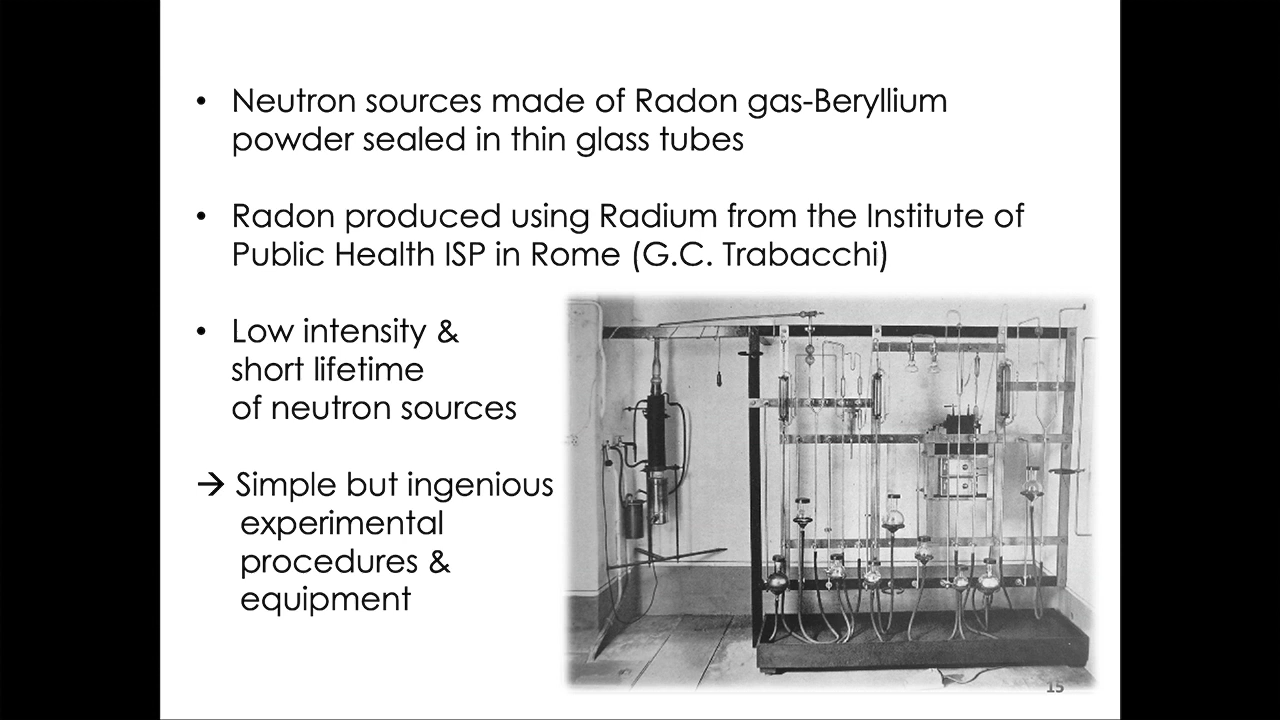 • Neutron sources made of Radon gas-Beryllium
powder sealed in thin glass tubes
• Radon produced using Radium from the Institute of
Public Health ISP in Rome (G.C. Trabacchi)
• Low intensity &
short lifetime
of neutron sources
→ Simple but ingenious
experimental
procedures &
equipment
15